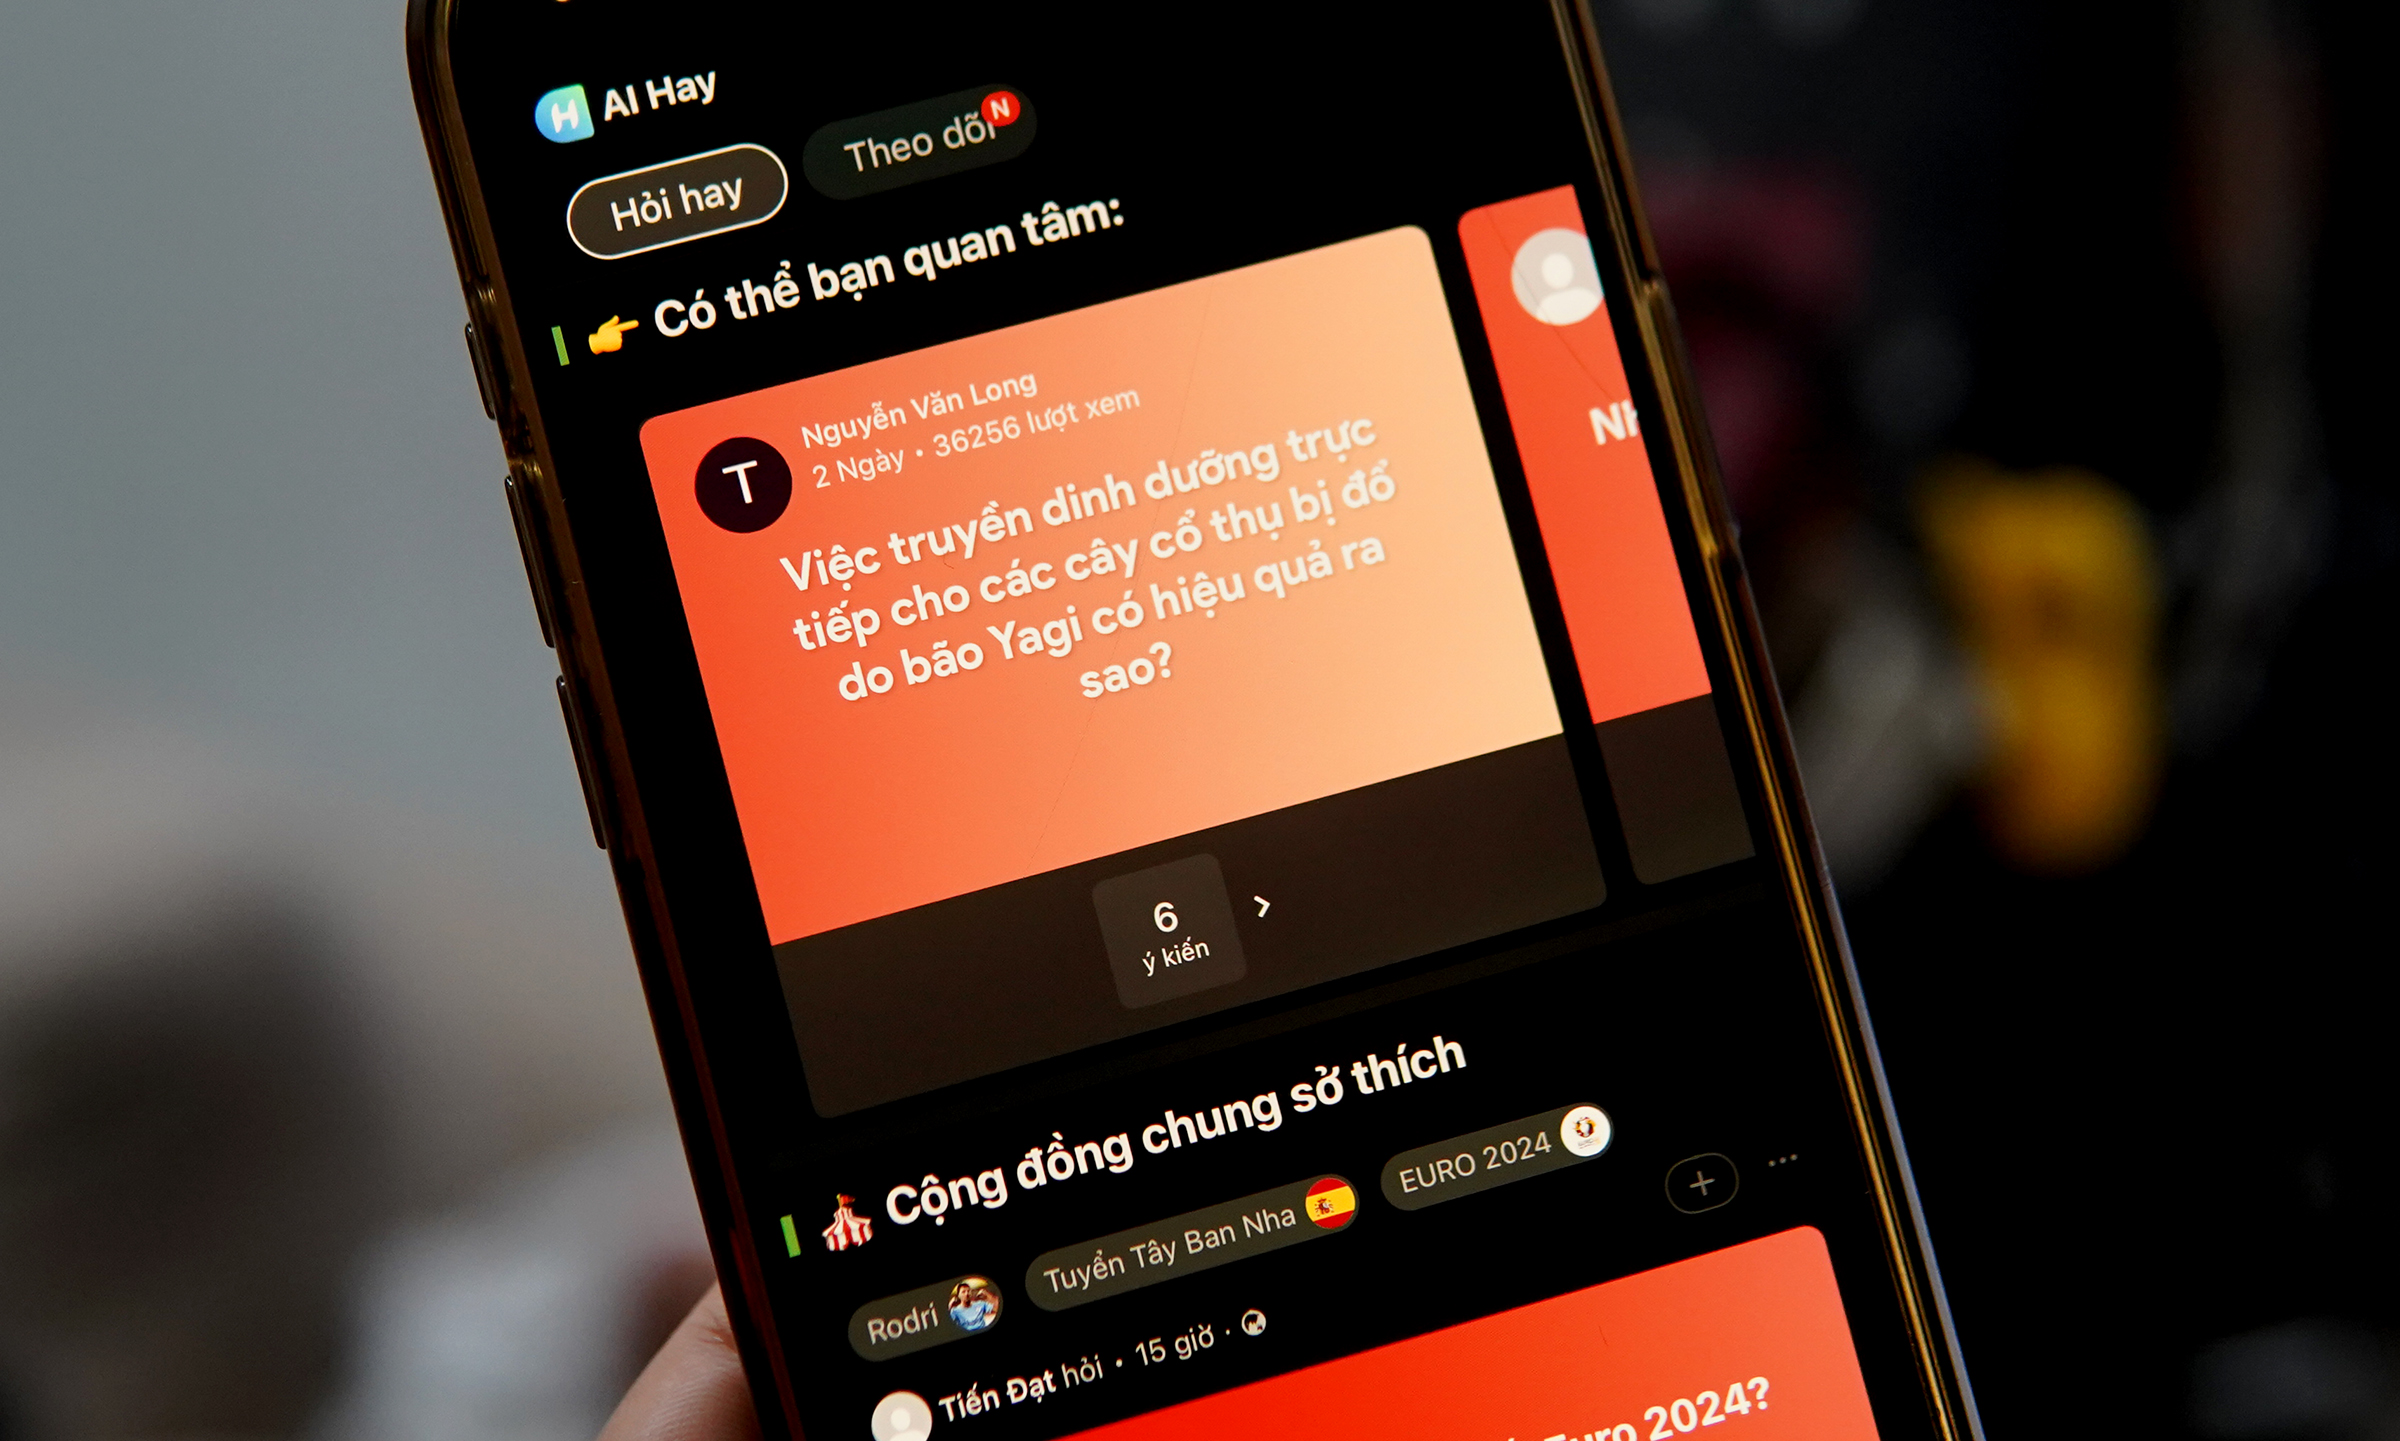 AI Hay
Hỏi hay
Theo dõi
N
Có thể bạn quan tâm:
T
Nguyễn Văn Long
2 Ngày • 36256 lượt xem
Việc truyền dinh dưỡng trực
tiếp cho các cây cổ thụ bị đổ
do bão Yagi có hiệu quả ra
sao?
6
ý kiến
Cộng đồng chung sở thích
Rodri
Tuyển Tây Ban Nha
EURO 2024
Tiến Đạt hỏi • 15 giờ ·
Euro 2024?